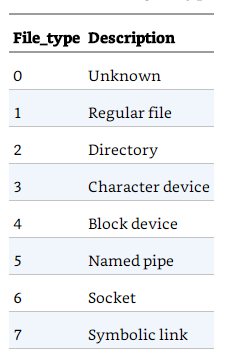 File_type Description
0 Unknown
1 Regular file
2 Directory
3 Character device
4 Block device
5 Named pipe
6 Socket
7 Symbolic link